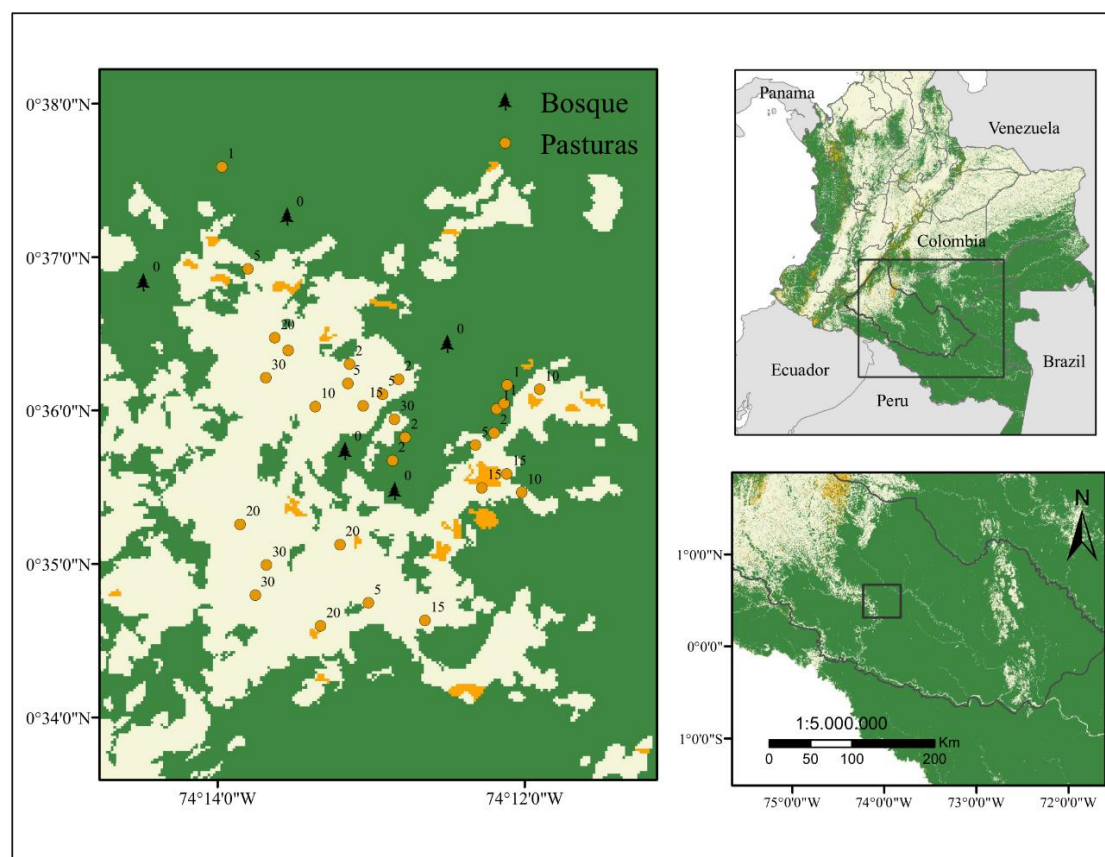 0°38'0"N
0°37'0"N
0°36'0"N
0°35'0"N
0°34'0"N
74°14'0"W
74°12'0"W
Bosque
Pasturas
1
0
0
5
20
0
30
2
5
2
5
10
15
30
2
2
0
0
1
1
1
10
2
5
15
15
10
20
20
30
30
5
20
15
Panama
Venezuela
Colombia
Ecuador
Brazil
Peru
N
1°0'0"N
0°0'0"
1°0'0"S
1:5.000.000
Km
0 50 100 200
75°0'0"W 74°0'0"W 73°0'0"W 72°0'0"W